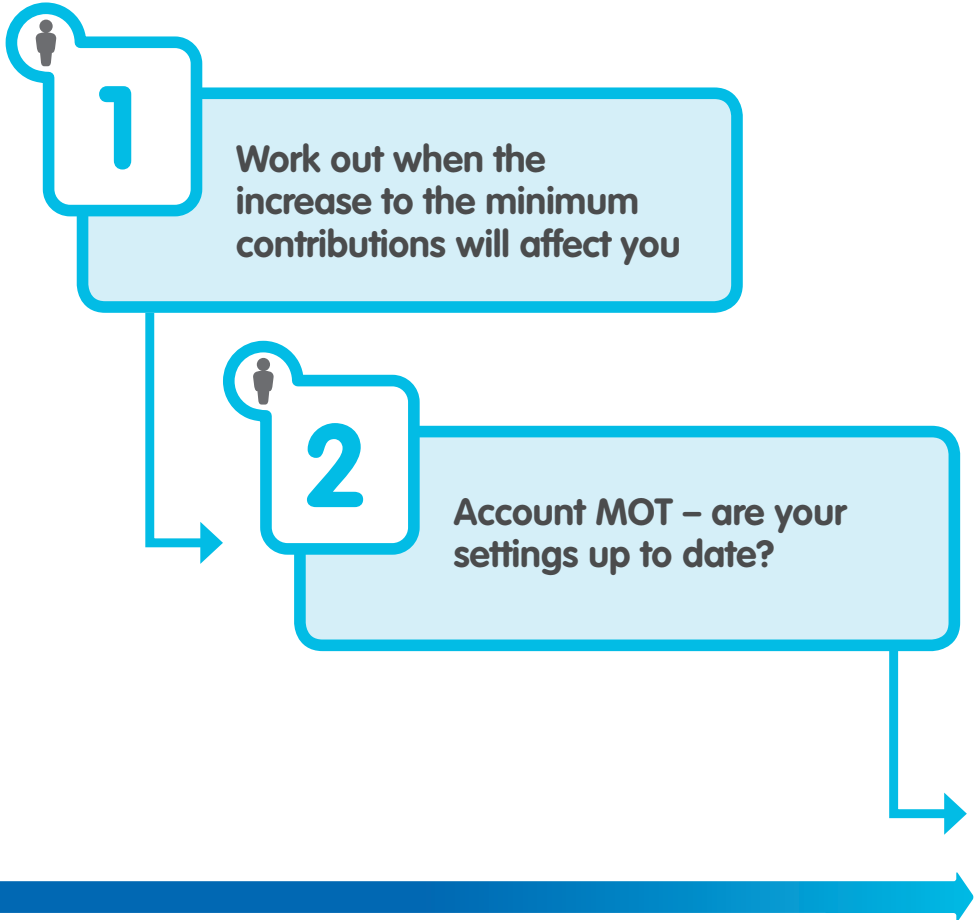 1
Work out when the
increase to the minimum
contributions will affect you
2
Account MOT – are your
settings up to date?